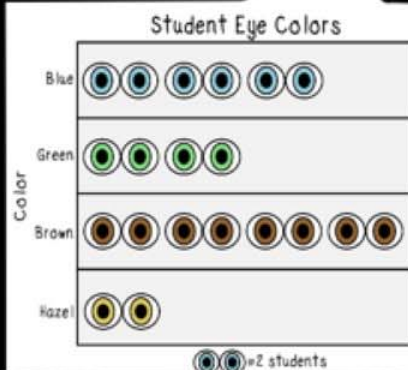 Student Eye Colors
Blue
Green
Color
Brown
Hazel
=2 students